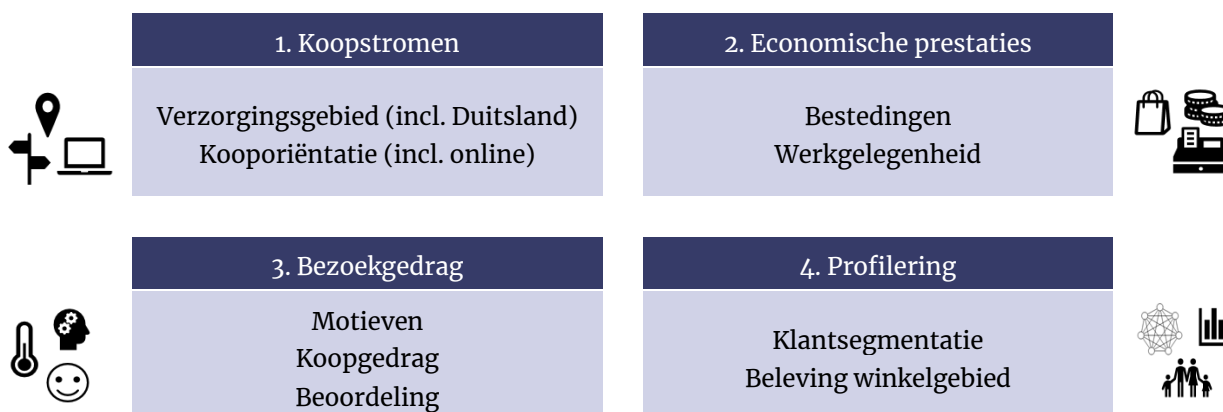 1. Koopstromen
Verzorgingsgebied (incl. Duitsland)
Kooporiëntatie (incl. online)
2. Economische prestaties
Bestedingen
Werkgelegenheid
3. Bezoekgedrag
Motieven
Koopgedrag
Beoordeling
4. Profilering
Klantsegmentatie
Beleving winkelgebied